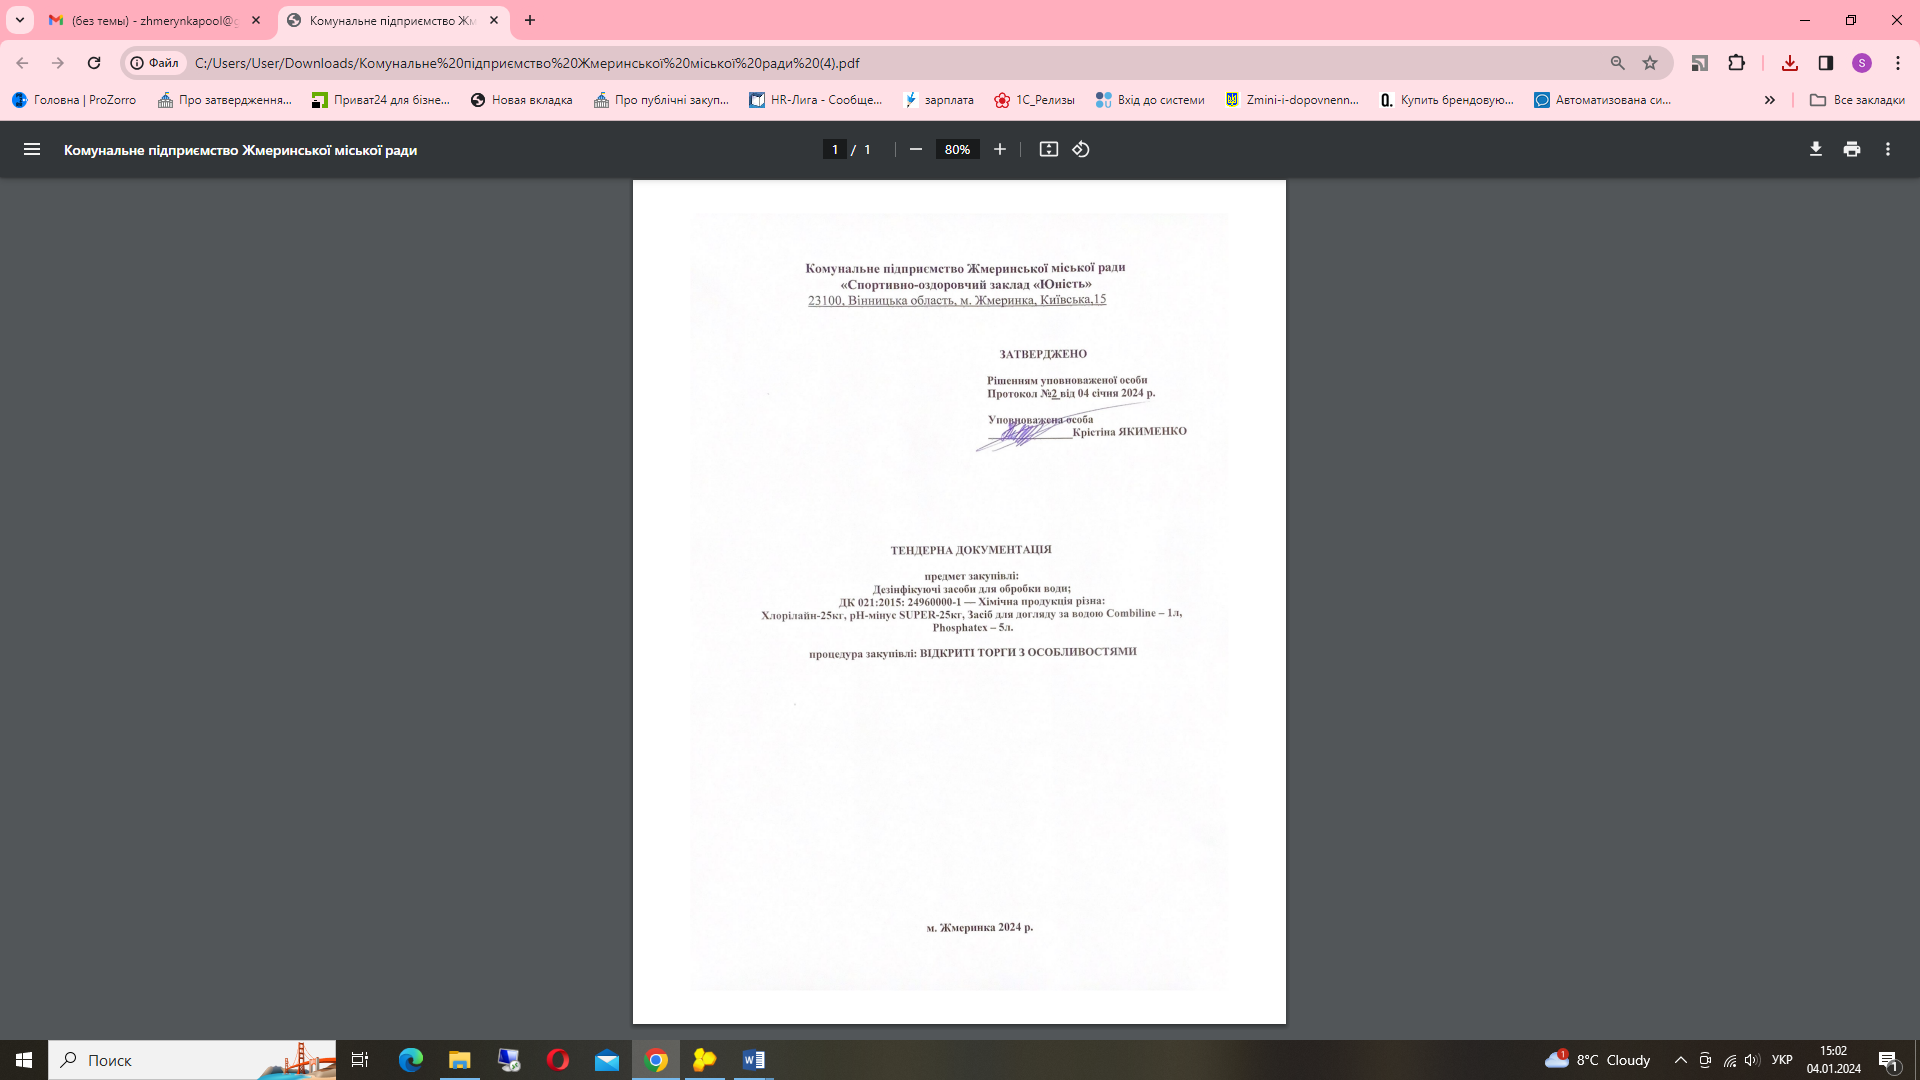 (без темы) - zhmerynkapool@g
Комунальне підприємство Жм
Файл
C:/Users/User/Downloads/Комунальне%20підприємство%20Жмеринської%20міської%20ради%20(4).pdf
S
Головна | ProZorro
Про затвердження...
Приват24 для бізне...
Новая вкладка
Про публічні закуп...
HR-Лига - Сообще...
зарплата
1С_Релизы
Вхід до системи
Zmini-i-dopovnenn...
Купить брендовую...
Автоматизована си...
Все закладки
Комунальне підприємство Жмеринської міської ради
1 / 1
80%
Комунальне підприємство Жмеринської міської ради
«Спортивно-оздоровчий заклад «Юність»
23100, Вінницька область, м. Жмеринка, Київська,15
ЗАТВЕРДЖЕНО
Рішенням уповноваженої особи
Протокол №2 від 04 січня 2024 р.
Уповноважена особа
Крістіна ЯКИМЕНКО
ТЕНДЕРНА ДОКУМЕНТАЦІЯ
предмет закупівлі:
Дезінфікуючі засоби для обробки води;
ДК 021:2015: 24960000-1 — Хімічна продукція різна:
Хлорілайн-25кг, рН-мінус SUPER-25кг, Засіб для догляду за водою Combiline – 1л,
Phosphatex – 5л.
процедура закупівлі: ВІДКРИТІ ТОРГИ З ОСОБЛИВОСТЯМИ
м. Жмеринка 2024 р.
Поиск
1
8°C Cloudy
УКР
15:02
04.01.2024
1